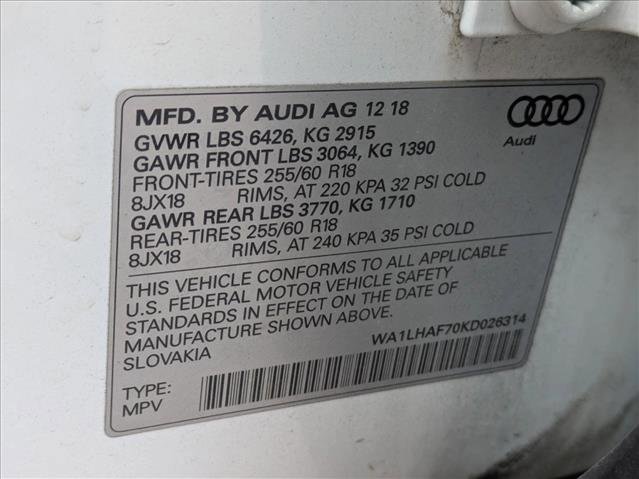 MFD. BY AUDI AG 12 18
GVWR LBS 6426, KG 2915
GAWR FRONT LBS 3064, KG 1390
FRONT-TIRES 255/60 R18
8JX18 RIMS, AT 220 KPA 32 PSI COLD
GAWR REAR LBS 3770, KG 1710
REAR-TIRES 255/60 R18
8JX18 RIMS, AT 240 KPA 35 PSI COLD
Audi
THIS VEHICLE CONFORMS TO ALL APPLICABLE
U.S. FEDERAL MOTOR VEHICLE SAFETY
STANDARDS IN EFFECT ON THE DATE OF
MANUFACTURE SHOWN ABOVE.
SLOVAKIA
WA1LHAF70KD026314
TYPE:
MPV